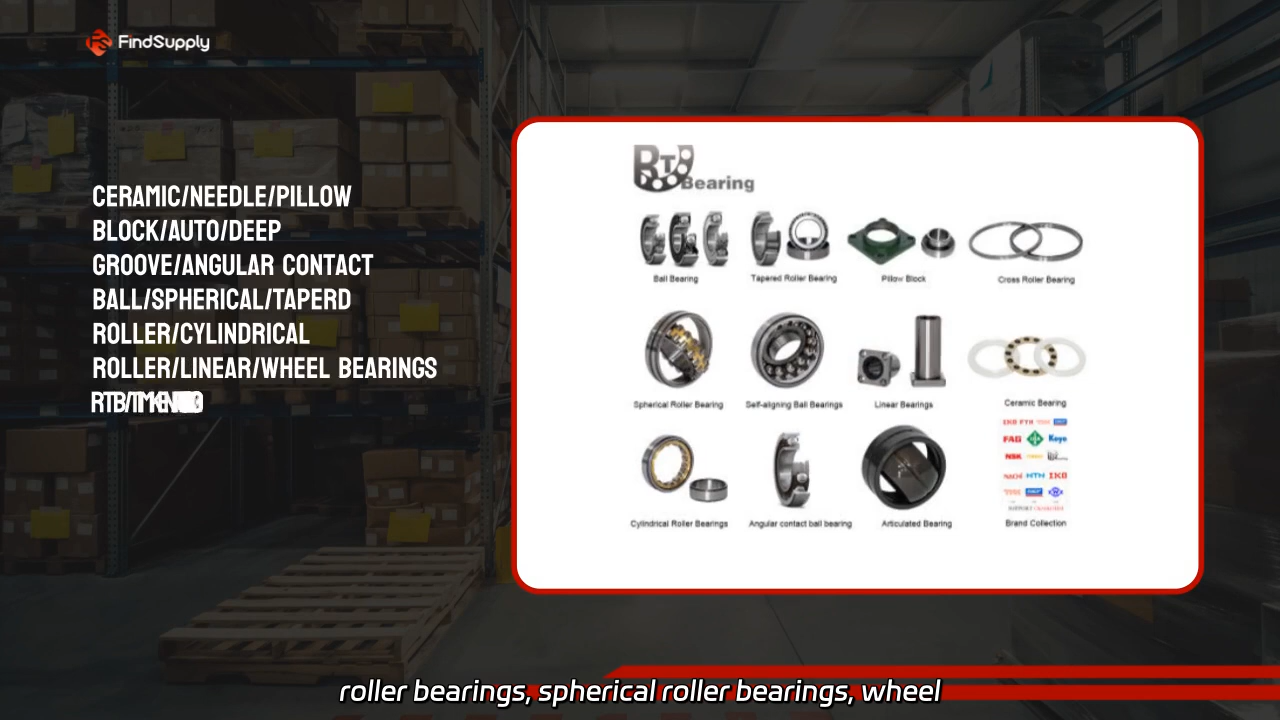 FindSupply
CERAMIC/NEEDLE/PILLOW
BLOCK/AUTO/DEEP
GROOVE/ANGULAR CONTACT
BALL/SPHERICAL/TAPERD
ROLLER/CYLINDRICAL
ROLLER/LINEAR/WHEEL BEARINGS
RT Bearing
Ball Bearing
Tapered Roller Bearing
Pillow Block
Cross Roller Bearing
Spherical Roller Bearing
Self-aligning Ball Bearings
Linear Bearings
Ceramic Bearing
FAG Koyo
NSK
NACHI NTN IKO
Cylindrical Roller Bearings
Angular contact ball bearing
Articulated Bearing
Brand Collection
roller bearings, spherical roller bearings, wheel